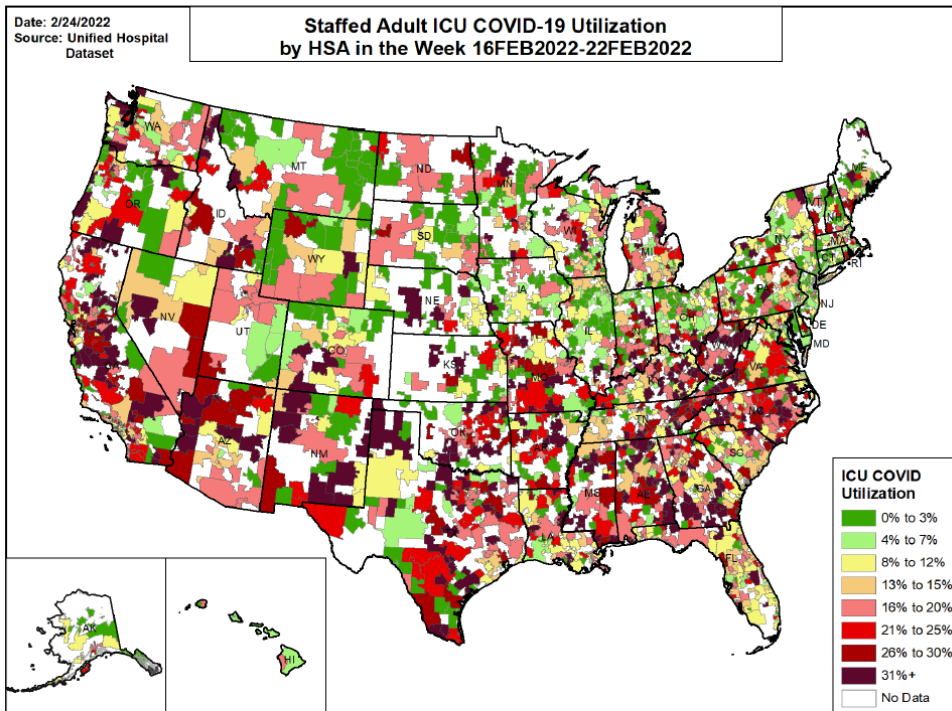 Date: 2/24/2022
Source: Unified Hospital
Dataset
Staffed Adult ICU COVID-19 Utilization
by HSA in the Week 16FEB2022-22FEB2022
WA
MT
ND
MN
ME
OR
ID
SD
WI
MI
VT
NH
NY
MA
CT
RI
WY
IA
NE
PA
NJ
OH
IL
DE
MD
NV
UT
CO
KS
MO
KY
WV
VA
AZ
NM
OK
AR
TN
NC
SC
MS
AL
GA
LA
FL
AK
HI
ICU COVID
Utilization
0% to 3%
4% to 7%
8% to 12%
13% to 15%
16% to 20%
21% to 25%
26% to 30%
31%+
No Data